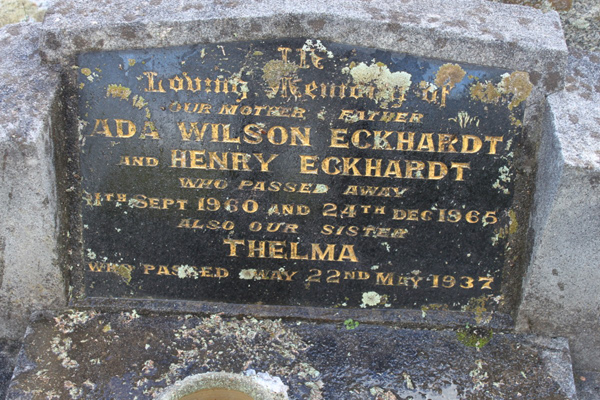 In
Loving Memory of
OUR MOTHER & FATHER
ADA WILSON ECKHARDT
AND HENRY ECKHARDT
WHO PASSED AWAY
SEPT 1960 AND 24TH DEC 1965
ALSO OUR SISTER
THELMA
WHO PASSED AWAY 22ND MAY 1937